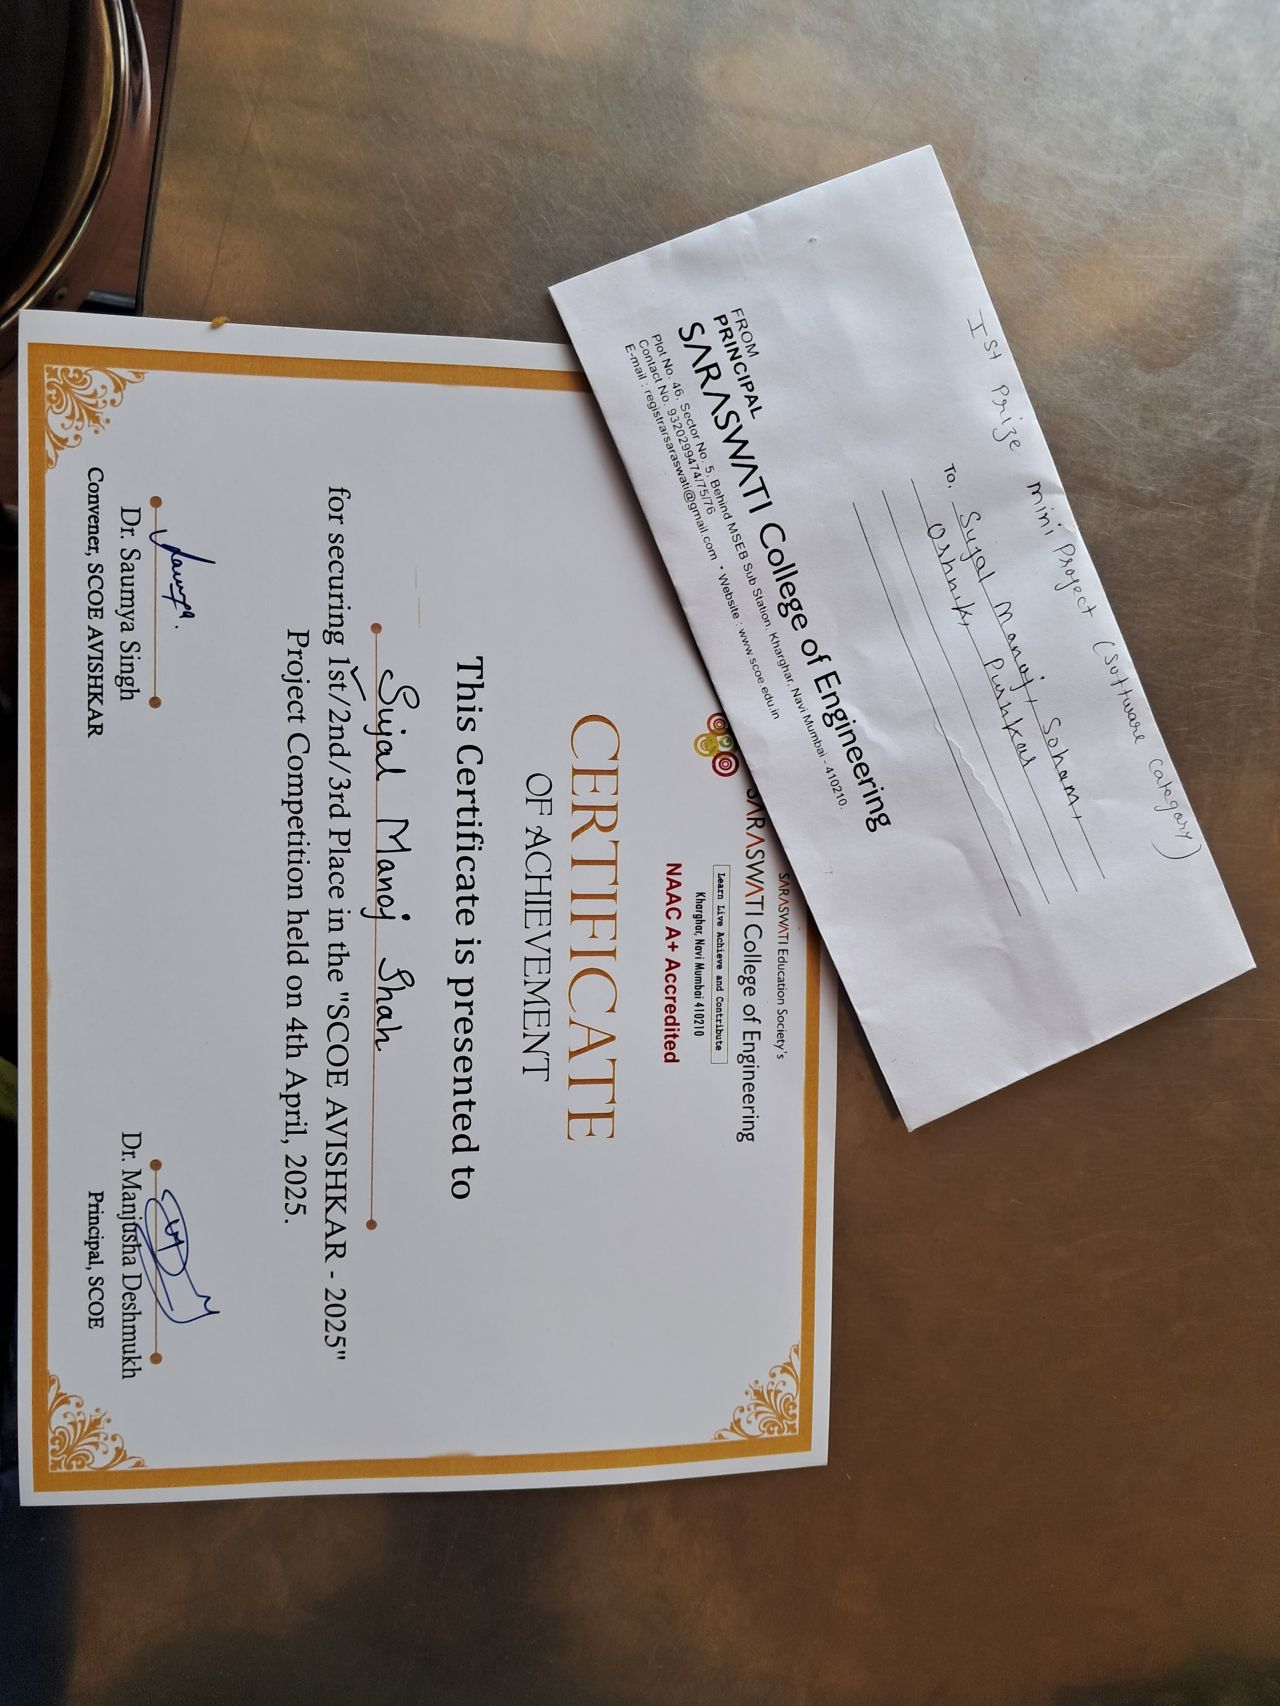 Ist Prize mini Project (Software Category)
To, Sujal Manoj, Soham,
Oshnik, Pushkar
FROM
PRINCIPAL
SARASWATI College of Engineering
Plot No. 46, Sector No. 5, Behind MSEB Sub Station, Kharghar, Navi Mumbai - 410210.
Contact No. 9320299474/75/76
E-mail : registrarsaraswati@gmail.com * Website : www.scoe.edu.in
SARASWATI Education Society's
SARASWATI College of Engineering
Learn Live Achieve and Contribute
Kharghar, Navi Mumbai 410210
NAAC A+ Accredited
CERTIFICATE
OF ACHIEVEMENT
This Certificate is presented to
Sujal Manoj Shah
for securing 1st/2nd/3rd Place in the "SCOE AVISHKAR - 2025"
Project Competition held on 4th April, 2025.
Saumya.
Dr. Saumya Singh
Convener, SCOE AVISHKAR
Dr. Manjusha Deshmukh
Principal, SCOE